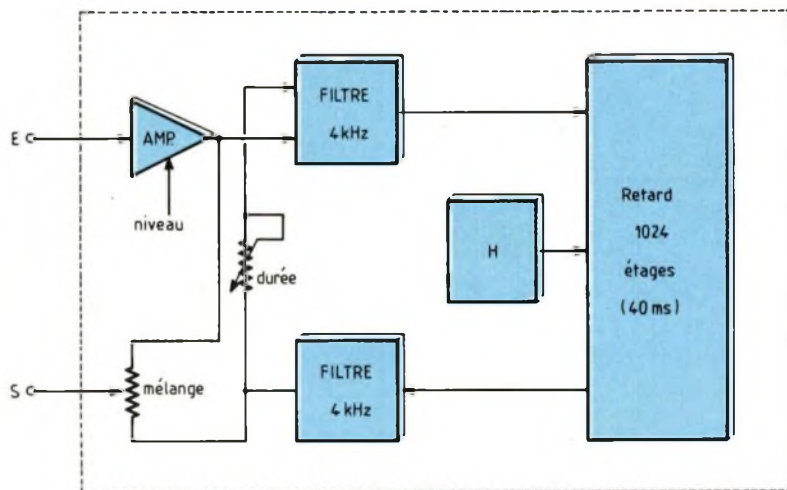 FILTRE
4 kHz
E
AMP.
niveau
Retard
1024
étages
(40 ms)
H
durée
S
mélange
FILTRE
4 kHz